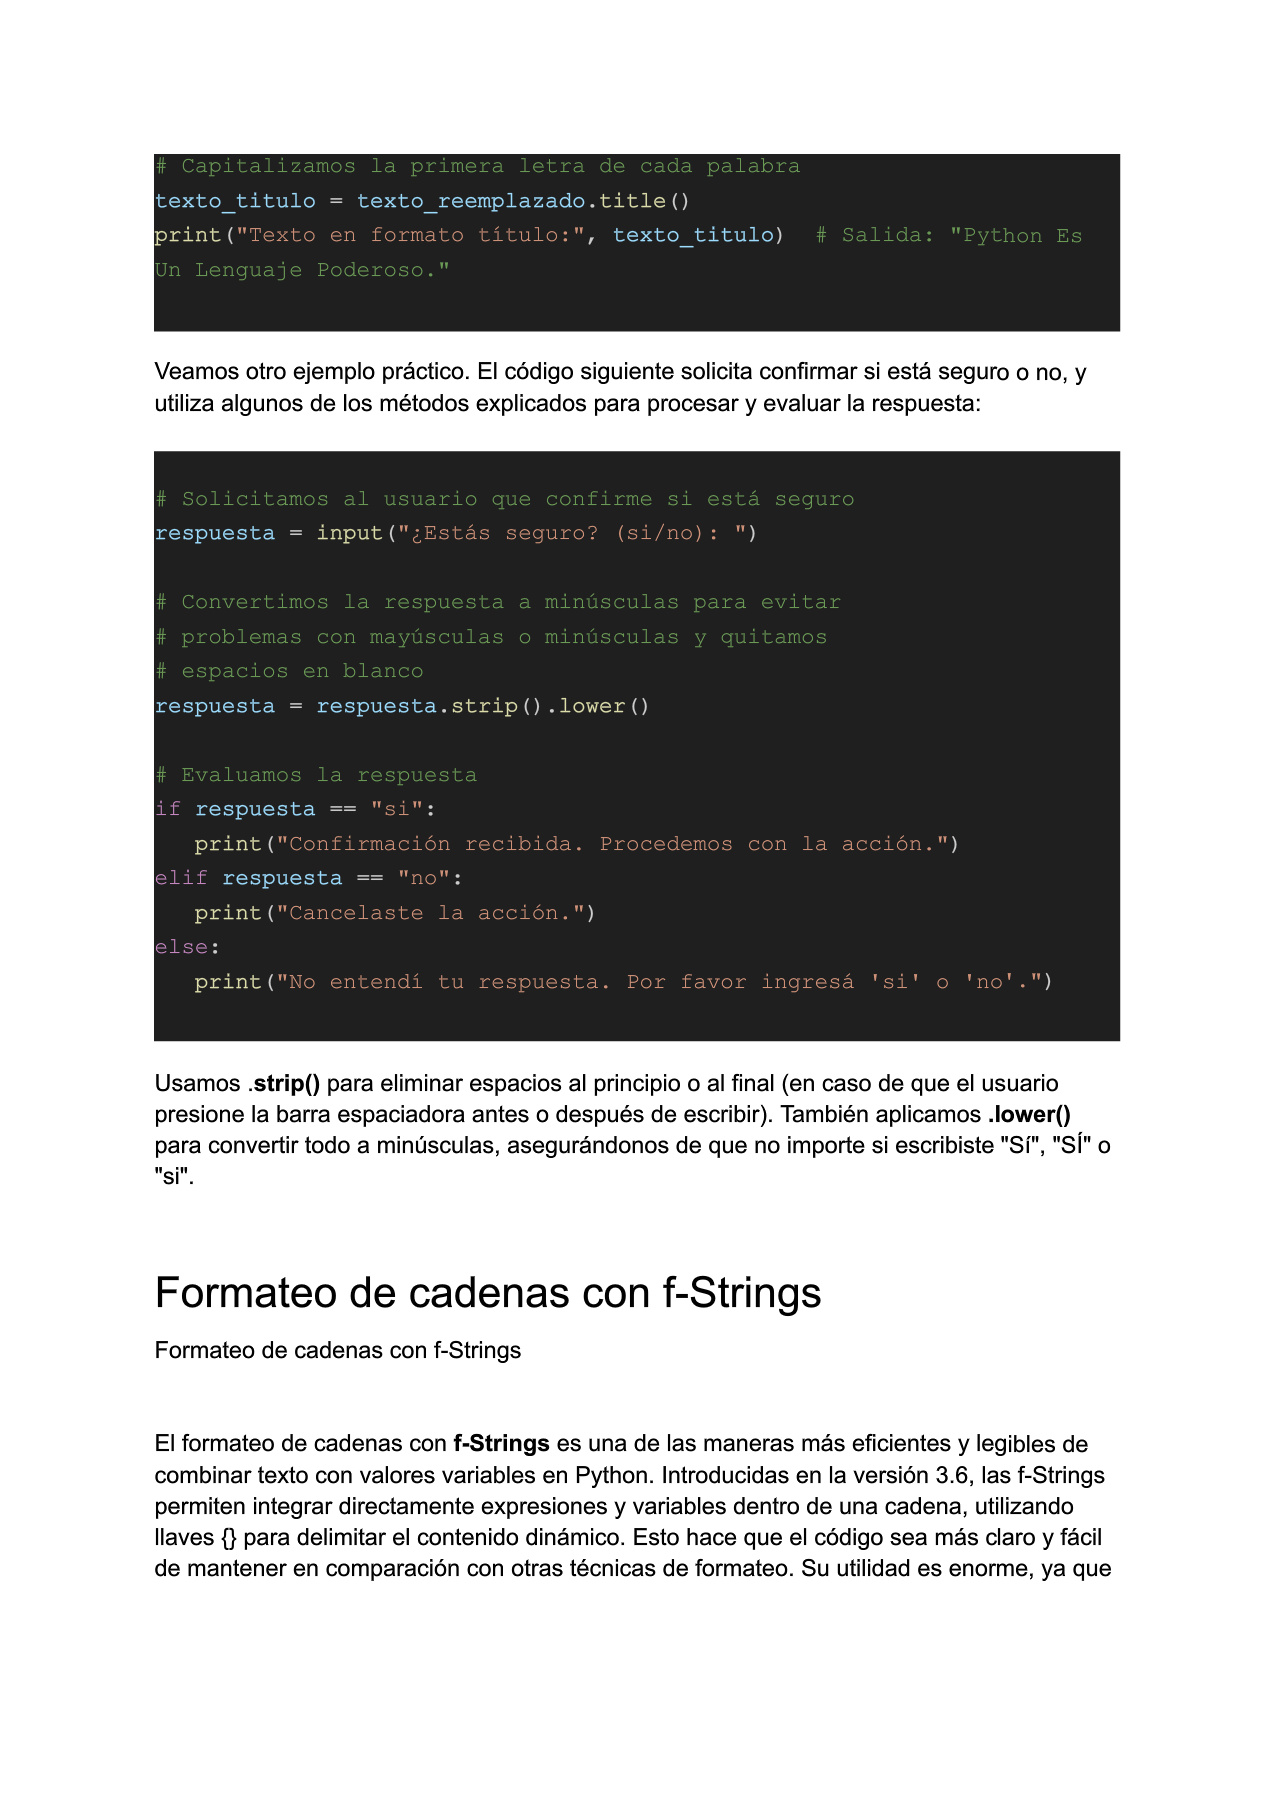 # Capitalizamos la primera letra de cada palabra
texto_titulo = texto_reemplazado.title()
print("Texto en formato título:", texto_titulo)  # Salida: "Python Es
Un Lenguaje Poderoso."
Veamos otro ejemplo práctico. El código siguiente solicita confirmar si está seguro o no, y
utiliza algunos de los métodos explicados para procesar y evaluar la respuesta:
# Solicitamos al usuario que confirme si está seguro
respuesta = input("¿Estás seguro? (si/no): ")
# Convertimos la respuesta a minúsculas para evitar
# problemas con mayúsculas o minúsculas y quitamos
# espacios en blanco
respuesta = respuesta.strip().lower()
# Evaluamos la respuesta
if respuesta == "si":
   print("Confirmación recibida. Procedemos con la acción.")
elif respuesta == "no":
   print("Cancelaste la acción.")
else:
   print("No entendí tu respuesta. Por favor ingresá 'si' o 'no'.")
Usamos .strip() para eliminar espacios al principio o al final (en caso de que el usuario
presione la barra espaciadora antes o después de escribir). También aplicamos .lower()
para convertir todo a minúsculas, asegurándonos de que no importe si escribiste "Sí", "SÍ" o
"si".
Formateo de cadenas con f-Strings
Formateo de cadenas con f-Strings
El formateo de cadenas con f-Strings es una de las maneras más eficientes y legibles de
combinar texto con valores variables en Python. Introducidas en la versión 3.6, las f-Strings
permiten integrar directamente expresiones y variables dentro de una cadena, utilizando
llaves {} para delimitar el contenido dinámico. Esto hace que el código sea más claro y fácil
de mantener en comparación con otras técnicas de formateo. Su utilidad es enorme, ya que